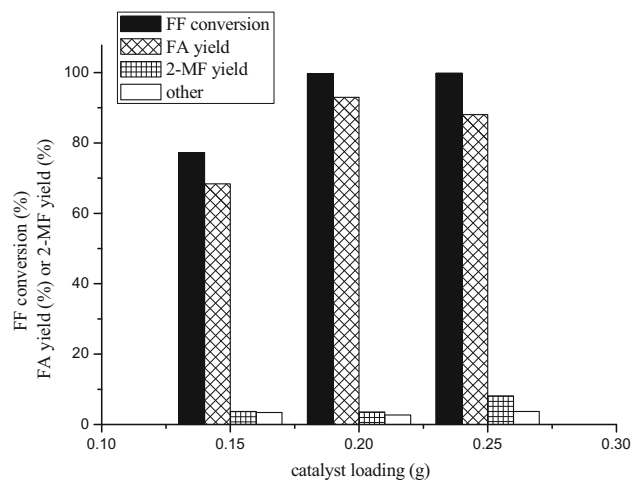 FF conversion
FA yield
2-MF yield
other
100
80
60
40
20
0
FF conversion (%)
FA yield (%) or 2-MF yield (%)
0.10
0.15
0.20
0.25
0.30
catalyst loading (g)